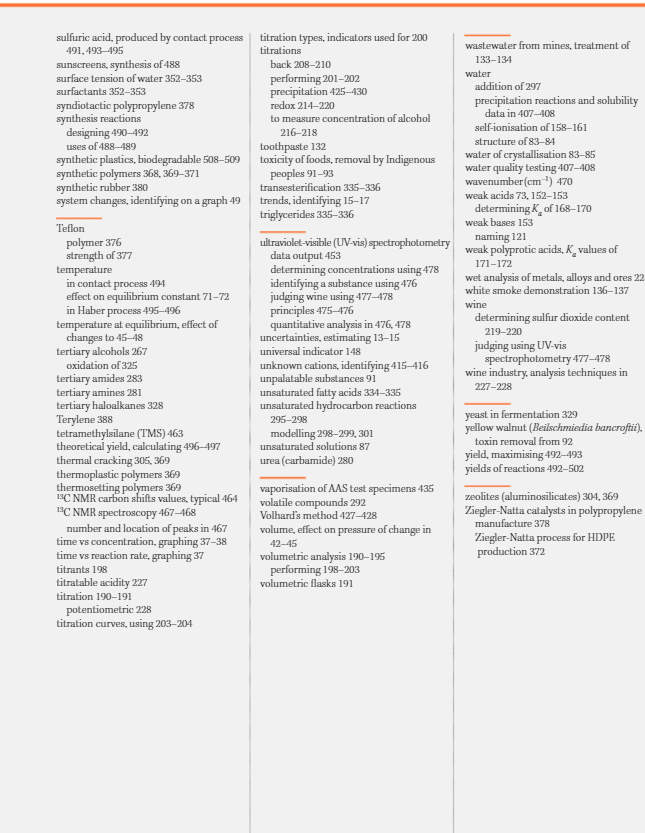 sulfuric acid, produced by contact process
491, 493–495
sunscreens, synthesis of 488
surface tension of water 352–353
surfactants 352–353
syndiotactic polypropylene 378
synthesis reactions
designing 490–492
uses of 488–489
synthetic plastics, biodegradable 508–509
synthetic polymers 368, 369–371
synthetic rubber 380
system changes, identifying on a graph 49
Teflon
polymer 376
strength of 377
temperature
in contact process 494
effect on equilibrium constant 71–72
in Haber process 495–496
temperature at equilibrium, effect of
changes to 45–48
tertiary alcohols 267
oxidation of 325
tertiary amides 283
tertiary amines 281
tertiary haloalkanes 328
Terylene 388
tetramethylsilane (TMS) 463
theoretical yield, calculating 496–497
thermal cracking 305, 369
thermoplastic polymers 369
thermosetting polymers 369
¹³C NMR carbon shifts values, typical 464
¹³C NMR spectroscopy 467–468
number and location of peaks in 467
time vs concentration, graphing 37–38
time vs reaction rate, graphing 37
titrants 198
titratable acidity 227
titration 190–191
potentiometric 228
titration curves, using 203–204
titration types, indicators used for 200
titrations
back 208–210
performing 201–202
precipitation 425–430
redox 214–220
to measure concentration of alcohol
216–218
toothpaste 132
toxicity of foods, removal by Indigenous
peoples 91–93
transesterification 335–336
trends, identifying 15–17
triglycerides 335–336
ultraviolet-visible (UV-vis) spectrophotometry
data output 453
determining concentrations using 478
identifying a substance using 476
judging wine using 477–478
principles 475–476
quantitative analysis in 476, 478
uncertainties, estimating 13–15
universal indicator 148
unknown cations, identifying 415–416
unpalatable substances 91
unsaturated fatty acids 334–335
unsaturated hydrocarbon reactions
295–298
modelling 298–299, 301
unsaturated solutions 87
urea (carbamide) 280
vaporisation of AAS test specimens 435
volatile compounds 292
Volhard's method 427–428
volume, effect on pressure of change in
42–45
volumetric analysis 190–195
performing 198–203
volumetric flasks 191
wastewater from mines, treatment of
133–134
water
addition of 297
precipitation reactions and solubility
data in 407–408
self-ionisation of 158–161
structure of 83–84
water of crystallisation 83–85
water quality testing 407–408
wavenumber (cm⁻¹) 470
weak acids 73, 152–153
determining Kₐ of 168–170
weak bases 153
naming 121
weak polyprotic acids, Kₐ values of
171–172
wet analysis of metals, alloys and ores 22
white smoke demonstration 136–137
wine
determining sulfur dioxide content
219–220
judging using UV-vis
spectrophotometry 477–478
wine industry, analysis techniques in
227–228
yeast in fermentation 329
yellow walnut (Beilschmiedia bancroftii),
toxin removal from 92
yield, maximising 492–493
yields of reactions 492–502
zeolites (aluminosilicates) 304, 369
Ziegler-Natta catalysts in polypropylene
manufacture 378
Ziegler-Natta process for HDPE
production 372